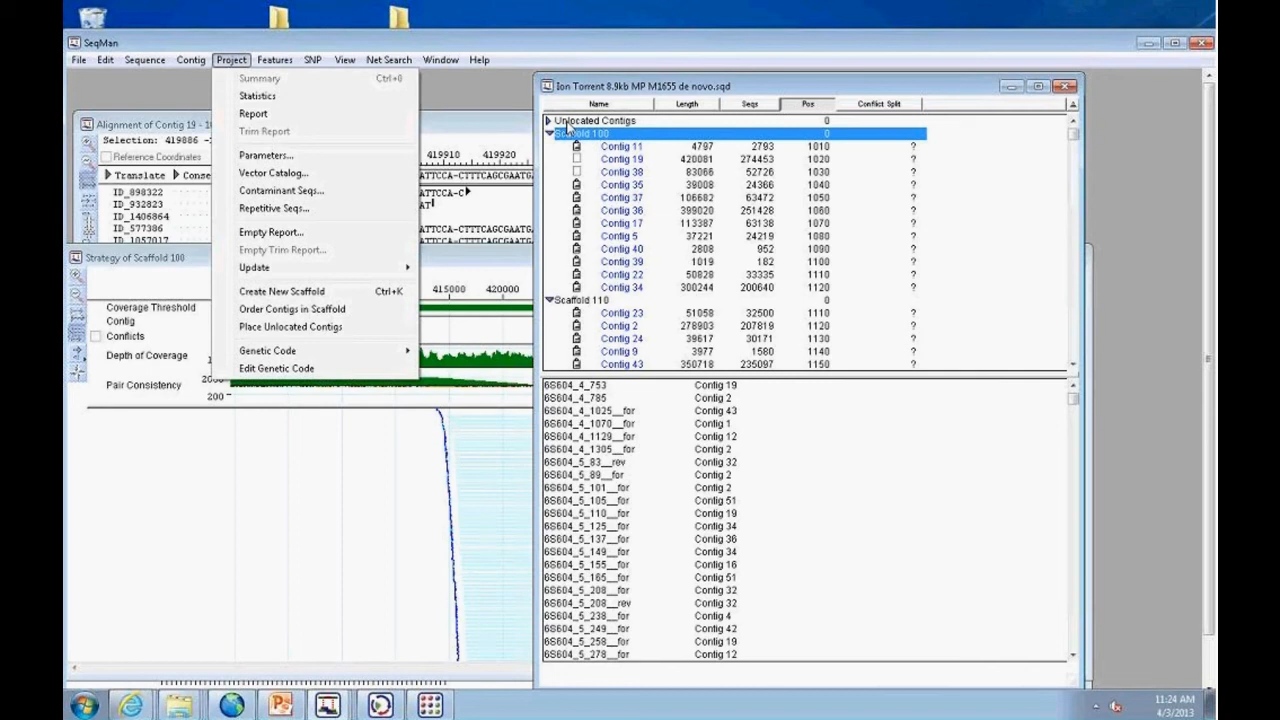 SeqMan
File Edit Sequence Contig Project Features SNP View Net Search Window Help
Summary Ctrl+0
Statistics
Report
Trim Report
Parameters...
Vector Catalog...
Contaminant Seqs...
Repetitive Seqs...
Empty Report...
Empty Trim Report...
Update
Create New Scaffold Ctrl+K
Order Contigs in Scaffold
Place Unlocated Contigs
Genetic Code
Edit Genetic Code
Alignment of Contig 19 - 1
Selection: 419886 -
Reference Coordinates
419910 419920
Translate Conse
ATTCCA-CTTTCAGCGAATG
ID_898322 ATTCCA-C
ID_932823 AT
ID_1406864
ID_577386 ATTCCA-CTTTCAGCGAATG
ID_1057017
Strategy of Scaffold 100
415000 420000
Coverage Threshold
Contig
Conflicts
Depth of Coverage
Pair Consistency
200
Ion Torrent 8.9kb MP M1655 de novo.sqd
Name Length Seqs Pos Conflict Split
Unlocated Contigs 0
Scaffold 100 0
Contig 11 4797 2793 1010 ?
Contig 19 420081 274453 1020 ?
Contig 38 83066 52726 1030 ?
Contig 35 39008 24366 1040 ?
Contig 37 106682 63472 1050 ?
Contig 36 399020 251428 1060 ?
Contig 17 113387 63138 1070 ?
Contig 5 37221 24219 1080 ?
Contig 40 2808 952 1090 ?
Contig 39 1019 182 1100 ?
Contig 22 50828 33335 1110 ?
Contig 34 300244 200640 1120 ?
Scaffold 110 0
Contig 23 51058 32500 1110 ?
Contig 2 278903 207819 1120 ?
Contig 24 39617 30171 1130 ?
Contig 9 3977 1580 1140 ?
Contig 43 350718 235097 1150 ?
6S604_4_753 Contig 19
6S604_4_785 Contig 2
6S604_4_1025__for Contig 43
6S604_4_1070__for Contig 1
6S604_4_1129__for Contig 12
6S604_4_1305__for Contig 2
6S604_5_83__rev Contig 32
6S604_5_89__for Contig 2
6S604_5_101__for Contig 2
6S604_5_105__for Contig 51
6S604_5_110__for Contig 19
6S604_5_125__for Contig 34
6S604_5_137__for Contig 36
6S604_5_149__for Contig 34
6S604_5_155__for Contig 16
6S604_5_165__for Contig 51
6S604_5_208__for Contig 32
6S604_5_208__rev Contig 32
6S604_5_238__for Contig 4
6S604_5_249__for Contig 42
6S604_5_258__for Contig 19
6S604_5_278__for Contig 12
11:24 AM
4/3/2013